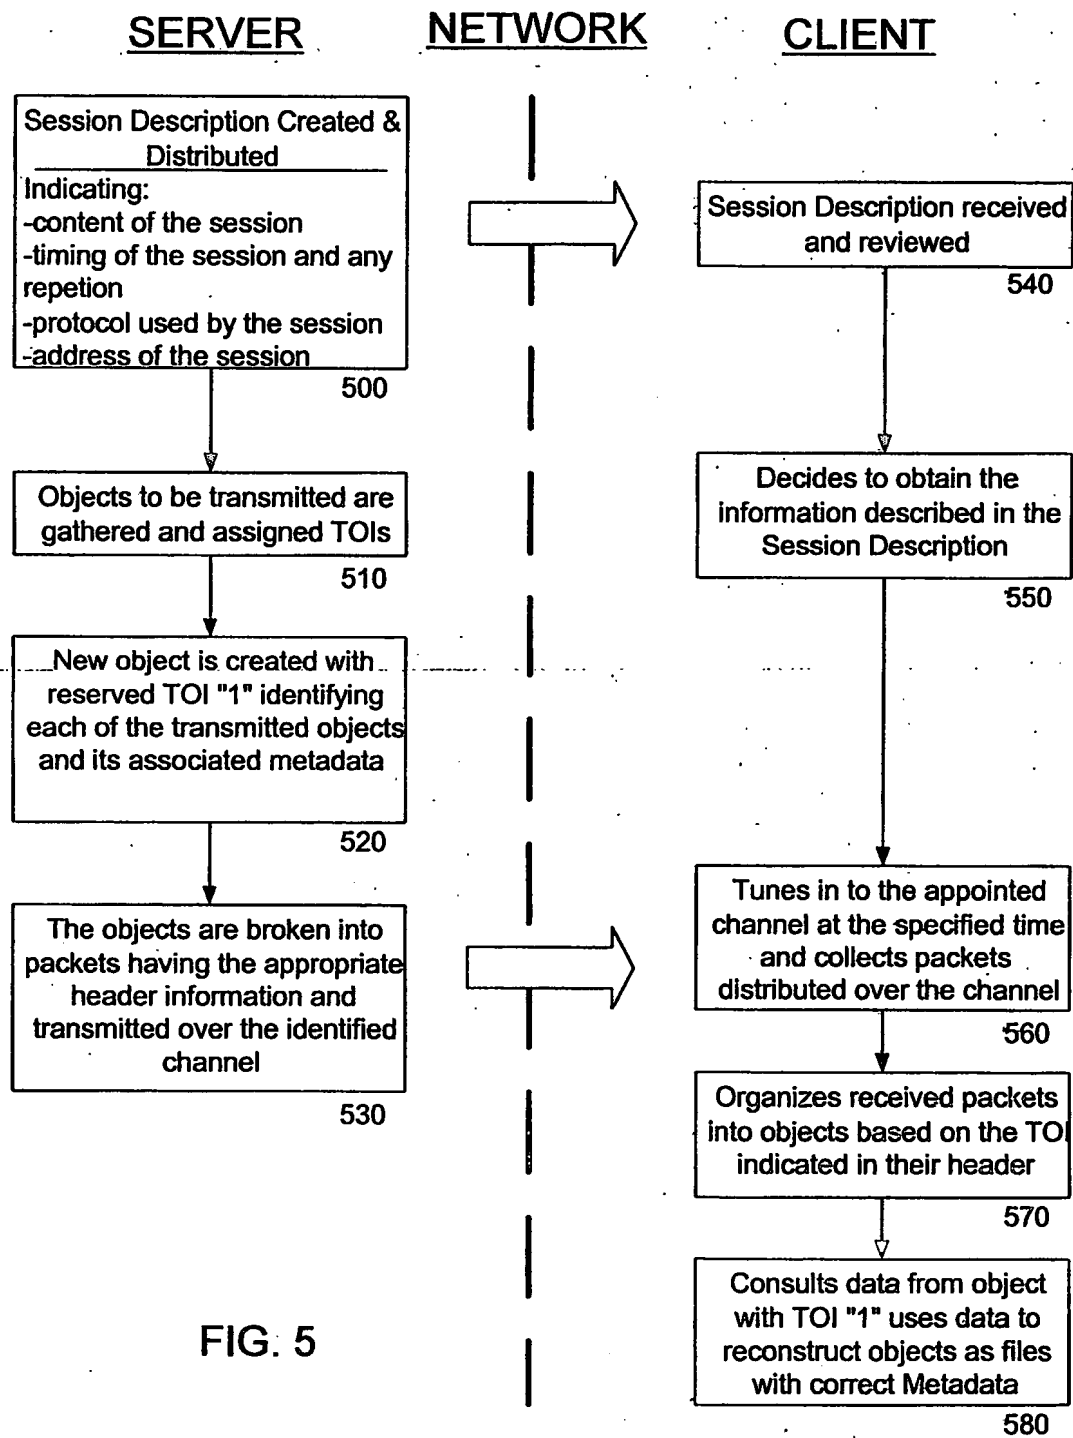 SERVER
NETWORK
CLIENT
Session Description Created &
Distributed
Indicating:
-content of the session
-timing of the session and any
repetion
-protocol used by the session
-address of the session
500
Objects to be transmitted are
gathered and assigned TOIs
510
New object is created with
reserved TOI "1" identifying
each of the transmitted objects
and its associated metadata
520
The objects are broken into
packets having the appropriate
header information and
transmitted over the identified
channel
530
Session Description received
and reviewed
540
Decides to obtain the
information described in the
Session Description
550
Tunes in to the appointed
channel at the specified time
and collects packets
distributed over the channel
560
Organizes received packets
into objects based on the TOI
indicated in their header
570
Consults data from object
with TOI "1" uses data to
reconstruct objects as files
with correct Metadata
580
FIG. 5